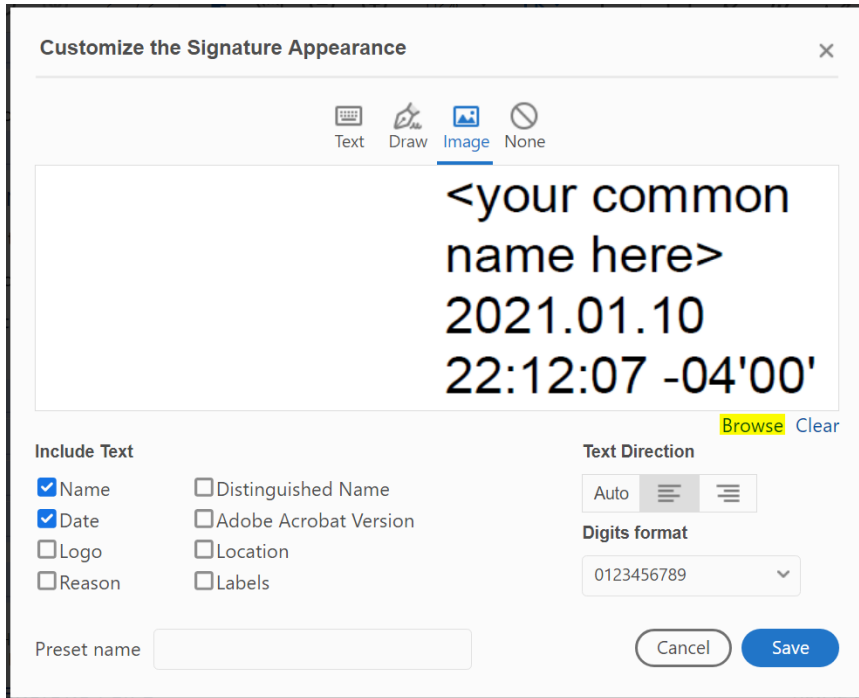 Customize the Signature Appearance
Text Draw Image None
<your common
name here>
2021.01.10
22:12:07 -04'00'
Browse Clear
Include Text
Name
Distinguished Name
Date
Adobe Acrobat Version
Logo
Location
Reason
Labels
Text Direction
Auto
Digits format
0123456789
Preset name
Cancel Save